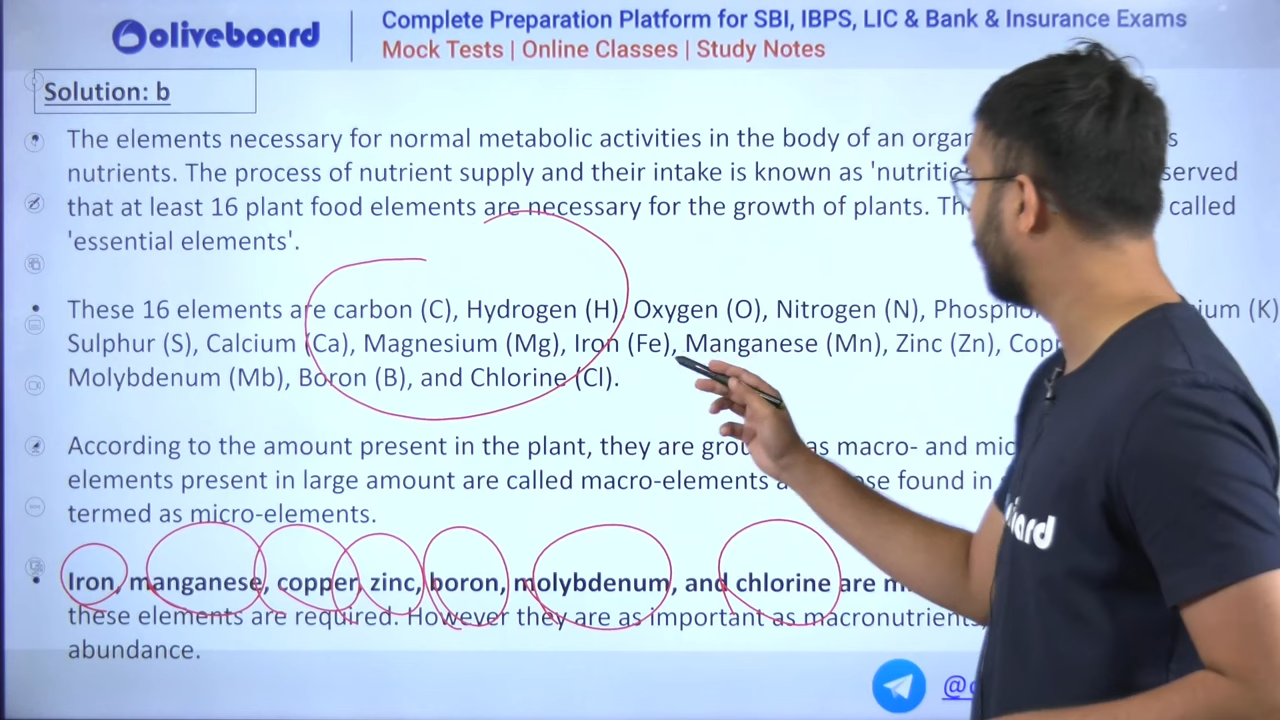 oliveboard
Complete Preparation Platform for SBI, IBPS, LIC & Bank & Insurance Exams
Mock Tests | Online Classes | Study Notes
Solution: b
The elements necessary for normal metabolic activities in the body of an
nutrients. The process of nutrient supply and their intake is known as
that at least 16 plant food elements are necessary for the growth of plants. called
'essential elements'.
These 16 elements are carbon (C), Hydrogen (H), Oxygen (O), Nitrogen (N), (K)
Sulphur (S), Calcium (Ca), Magnesium (Mg), Iron (Fe), Manganese (Mn), Zinc (Zn),
Molybdenum (Mb), Boron (B), and Chlorine (Cl).
According to the amount present in the plant, they are as macro- and
elements present in large amount are called macro-elements found in
termed as micro-elements.
Iron, manganese, copper, zinc, boron, molybdenum, and chlorine are
these elements are required. However they are as important as macronutrients,
abundance.